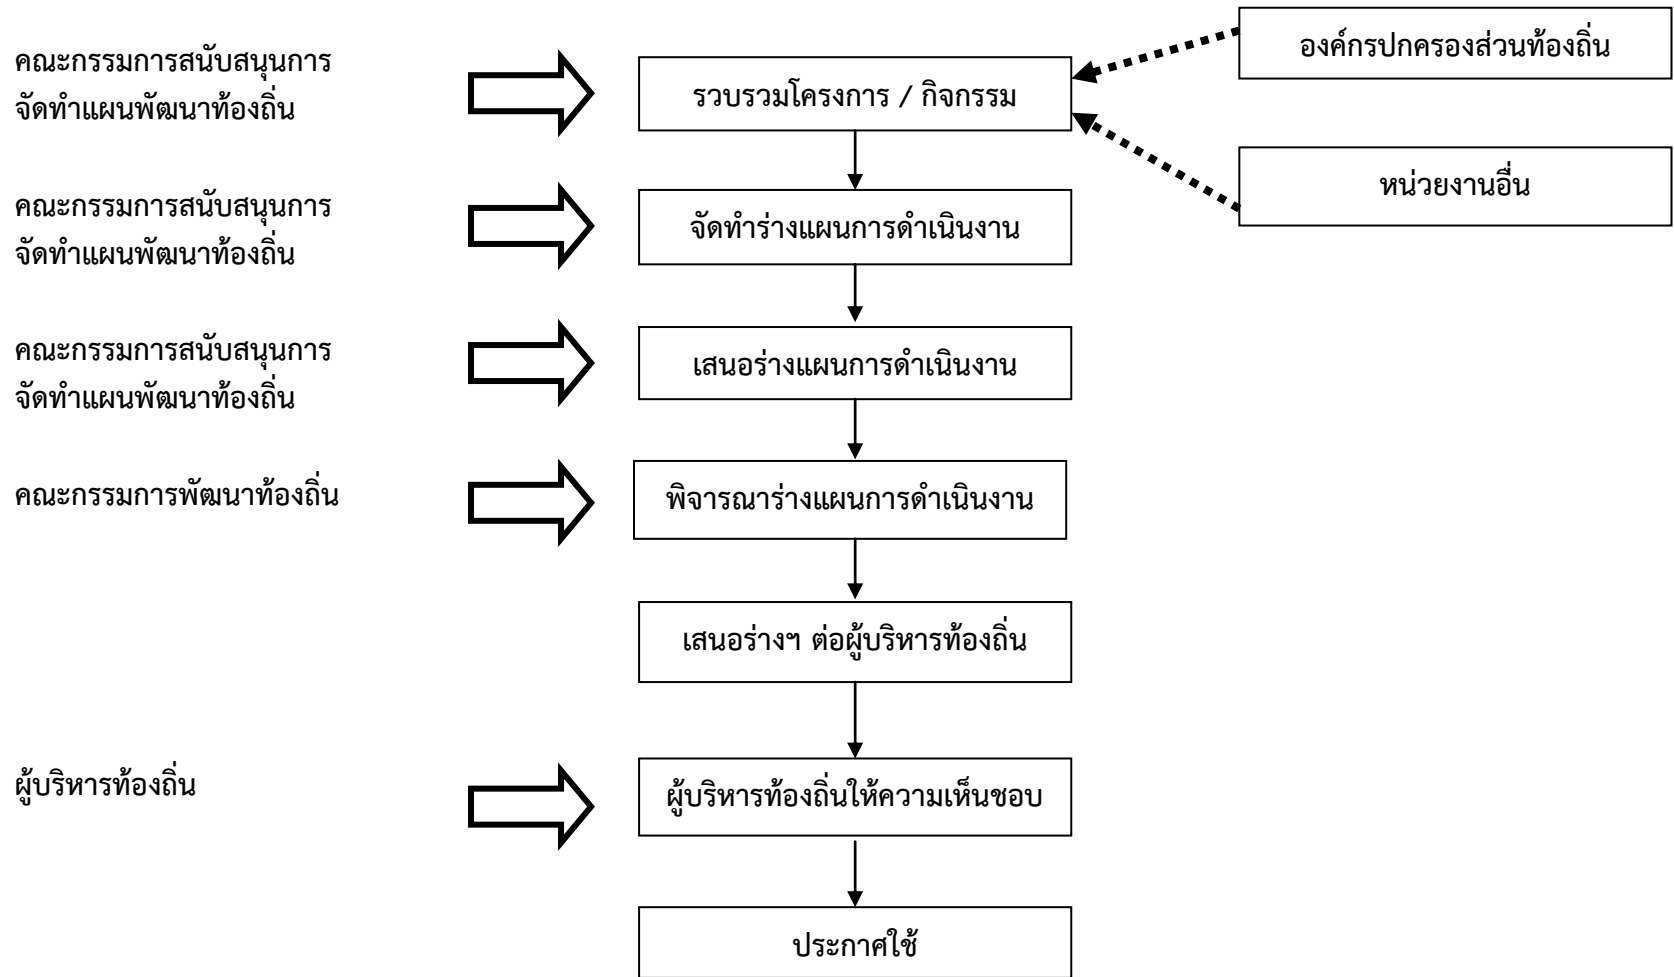 องค์กรปกครองส่วนท้องถิ่น
คณะกรรมการสนับสนุนการ
จัดทำแผนพัฒนาท้องถิ่น
รวบรวมโครงการ / กิจกรรม
หน่วยงานอื่น
คณะกรรมการสนับสนุนการ
จัดทำแผนพัฒนาท้องถิ่น
จัดทำร่างแผนการดำเนินงาน
คณะกรรมการสนับสนุนการ
จัดทำแผนพัฒนาท้องถิ่น
เสนอร่างแผนการดำเนินงาน
คณะกรรมการพัฒนาท้องถิ่น
พิจารณาร่างแผนการดำเนินงาน
เสนอร่างฯ ต่อผู้บริหารท้องถิ่น
ผู้บริหารท้องถิ่น
ผู้บริหารท้องถิ่นให้ความเห็นชอบ
ประกาศใช้